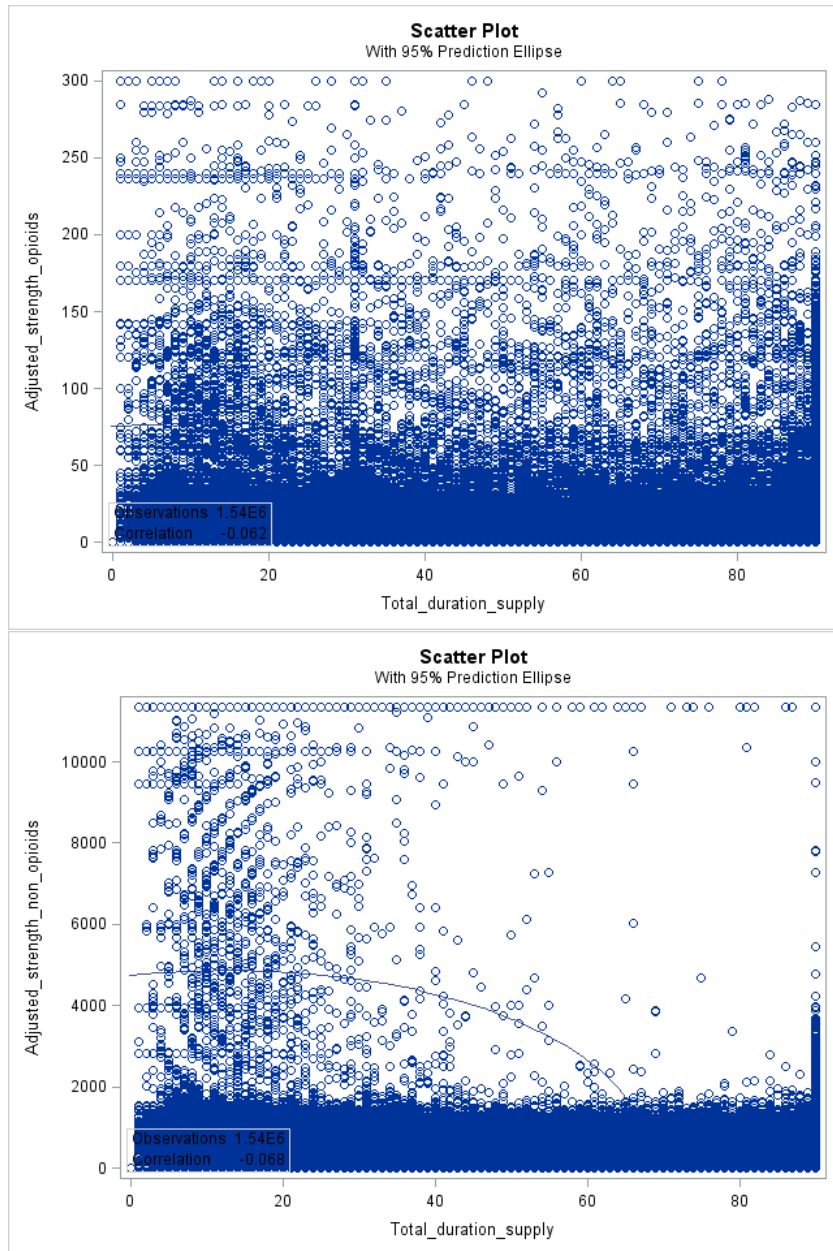 Scatter Plot
With 95% Prediction Ellipse
300
250
200
150
100
50
0
Adjusted_strength_opioids
Observations 1.54E6
Correlation -0.062
0 20 40 60 80
Total_duration_supply
Scatter Plot
With 95% Prediction Ellipse
10000
8000
6000
4000
2000
0
Adjusted_strength_non_opioids
Observations 1.54E6
Correlation -0.068
0 20 40 60 80
Total_duration_supply